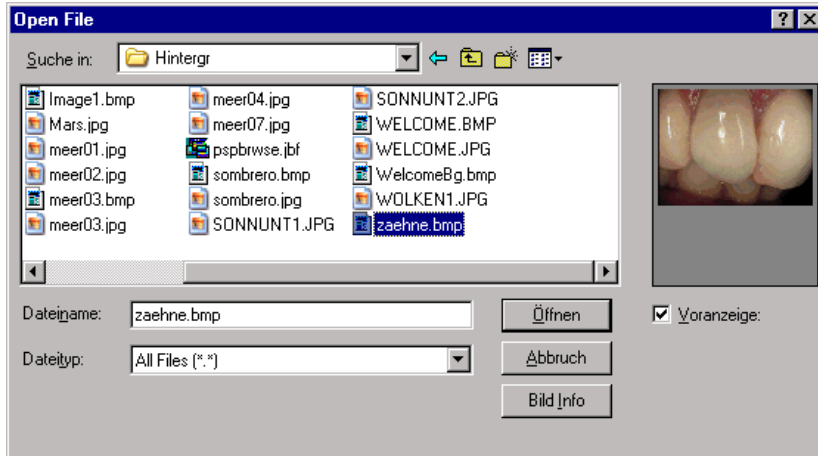 Open File
Suche in: Hintergr
Image1.bmp meer04.jpg SONNUNT2.JPG
Mars.jpg meer07.jpg WELCOME.BMP
meer01.jpg pspbrwse.jbf WELCOME.JPG
meer02.jpg sombrero.bmp WelcomeBg.bmp
meer03.bmp sombrero.jpg WOLKEN1.JPG
meer03.jpg SONNUNT1.JPG zaehne.bmp
Dateiname: zaehne.bmp Öffnen Voranzeige:
Dateityp: All Files (*.*) Abbruch
Bild Info